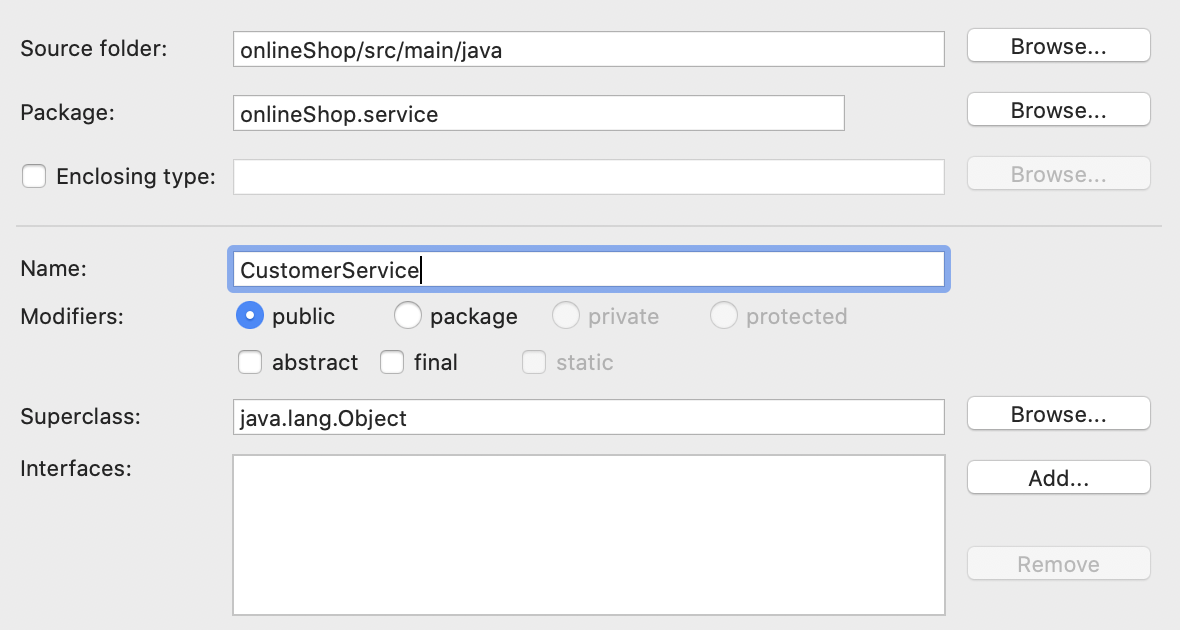 Source folder: onlineShop/src/main/java Browse...
Package: onlineShop.service Browse...
Enclosing type: Browse...
Name: CustomerService
Modifiers: public package private protected
abstract final static
Superclass: java.lang.Object Browse...
Interfaces: Add...
Remove